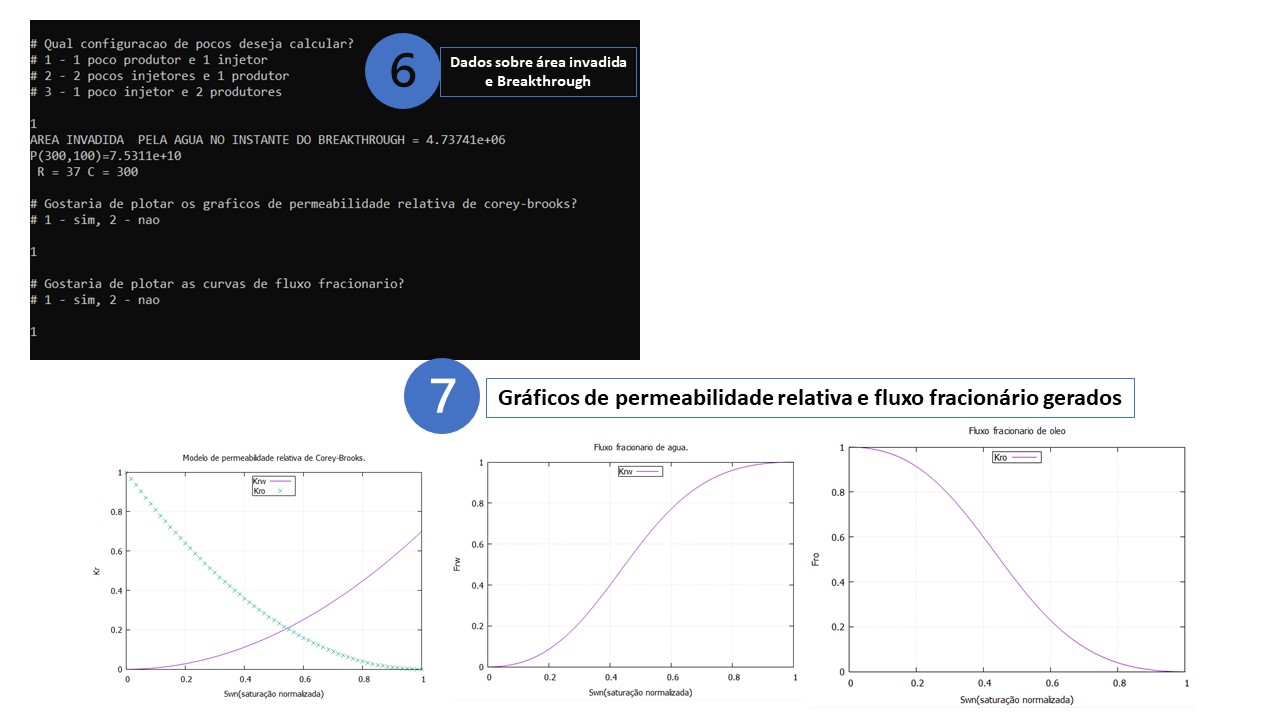 # Qual configuracao de pocos deseja calcular?
# 1 - 1 poco produtor e 1 injetor
# 2 - 2 pocos injetores e 1 produtor
# 3 - 1 poco injetor e 2 produtores
1
AREA INVADIDA  PELA AGUA NO INSTANTE DO BREAKTHROUGH = 4.73741e+06
P(300,100)=7.5311e+10
R = 37 C = 300
# Gostaria de plotar os graficos de permeabilidade relativa de corey-brooks?
# 1 - sim, 2 - nao
1
# Gostaria de plotar as curvas de fluxo fracionario?
# 1 - sim, 2 - nao
1
6
Dados sobre área invadida
e Breakthrough
7
Gráficos de permeabilidade relativa e fluxo fracionário gerados
Modelo de permeabilidade relativa de Corey-Brooks.
Krw
Kro
Kr
1
0.8
0.6
0.4
0.2
0
0 0.2 0.4 0.6 0.8 1
Swn(saturação normalizada)
Fluxo fracionario de agua.
Krw
Frw
1
0.8
0.6
0.4
0.2
0
0 0.2 0.4 0.6 0.8 1
Swn(saturação normalizada)
Fluxo fracionario de oleo
Kro
Fro
1
0.8
0.6
0.4
0.2
0
0 0.2 0.4 0.6 0.8 1
Swn(saturação normalizada)